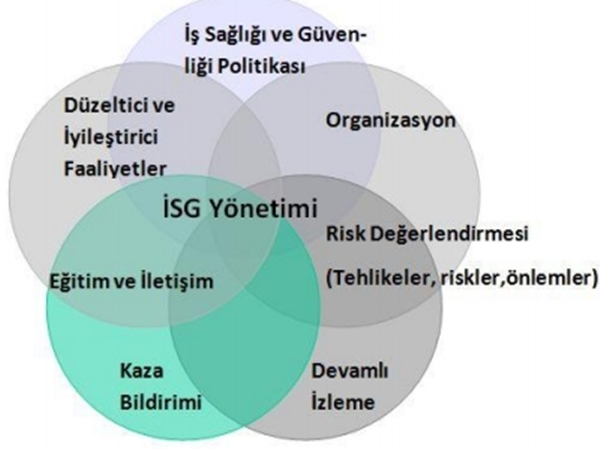 İş Sağlığı ve Güven-
liği Politikası
Düzeltici ve
İyileştirici
Faaliyetler
Organizasyon
İSG Yönetimi
Risk Değerlendirmesi
(Tehlikeler, riskler,önlemler)
Eğitim ve İletişim
Kaza
Bildirimi
Devamlı
İzleme